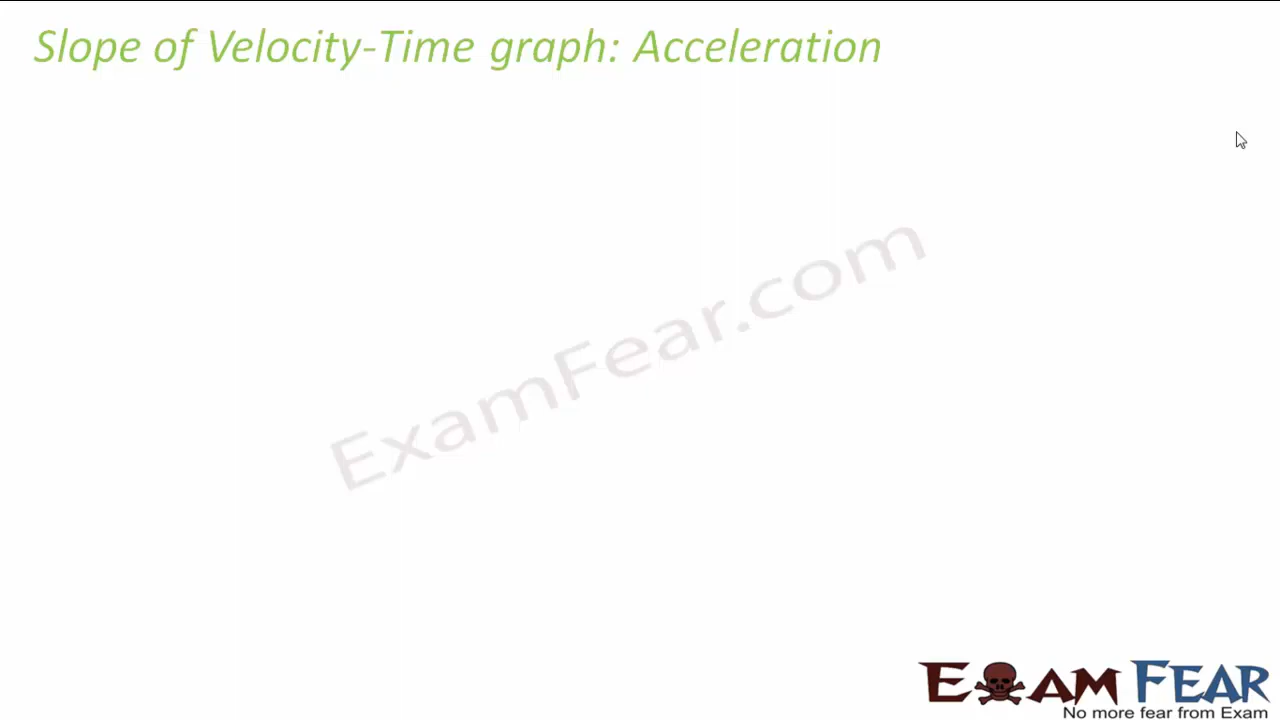 Slope of Velocity-Time graph: Acceleration
ExamFear.com
EXAM FEAR
No more fear from Exam